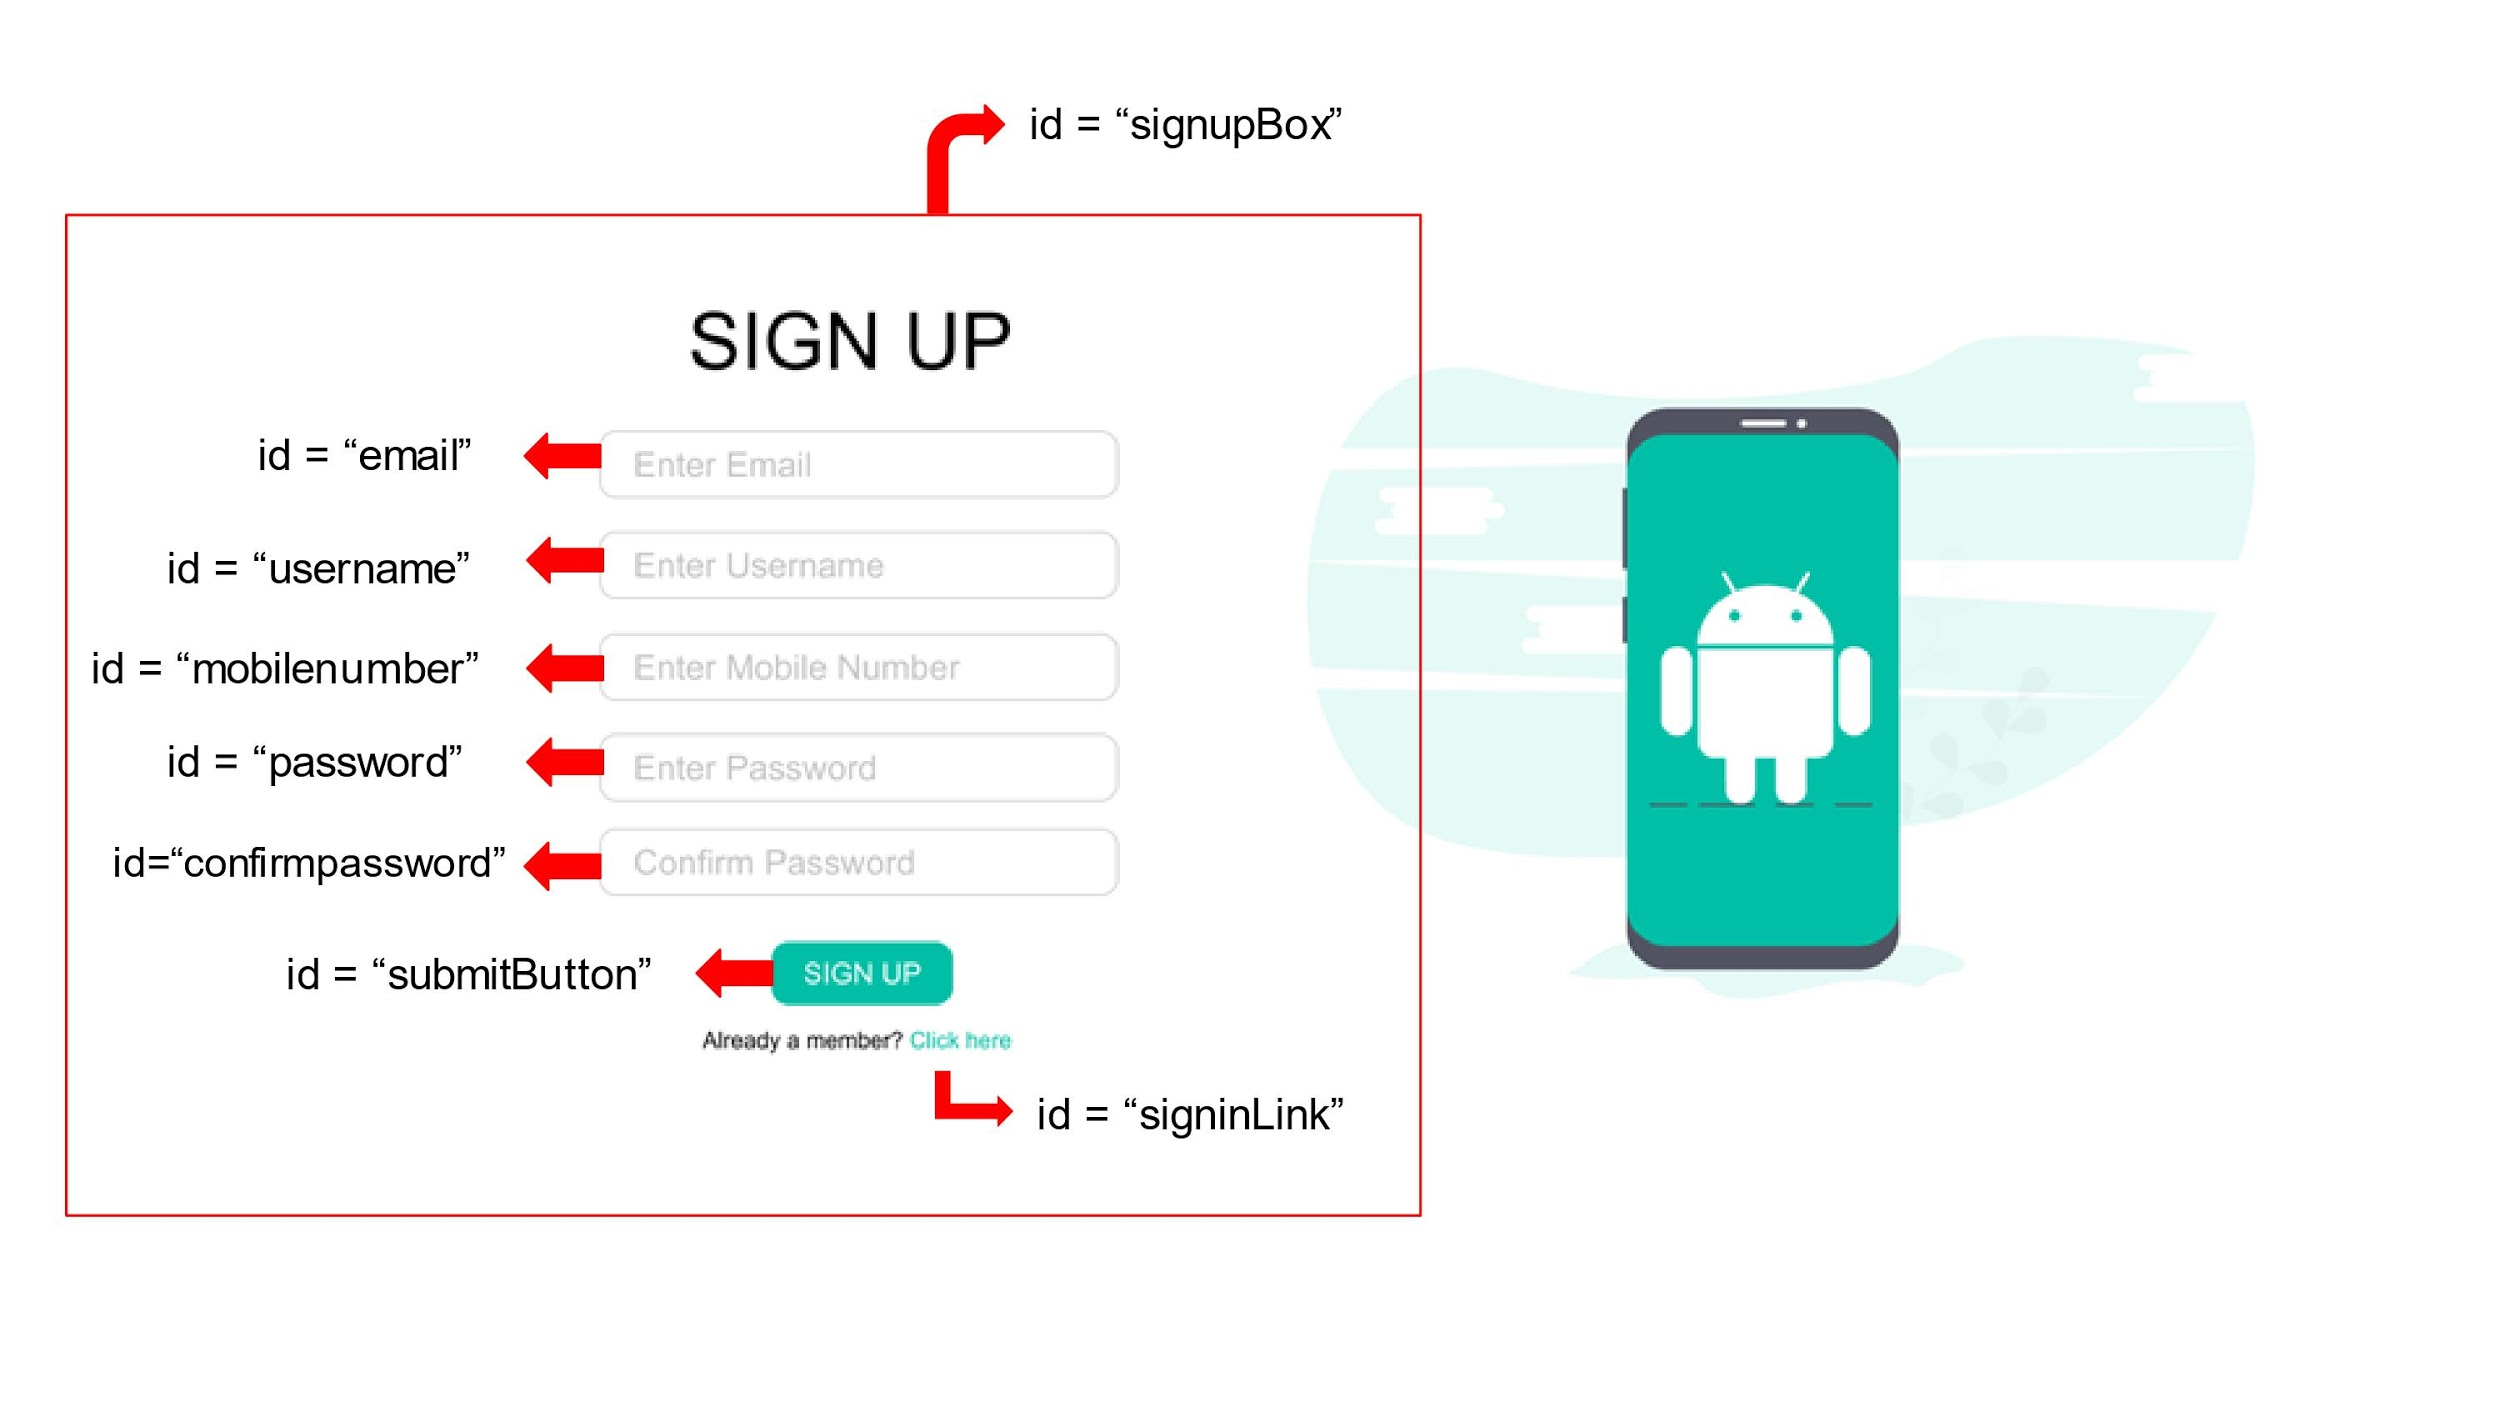 id = “signupBox”
SIGN UP
id = “email”
Enter Email
id = “username”
Enter Username
id = “mobilenumber”
Enter Mobile Number
id = “password”
Enter Password
id=“confirmpassword”
Confirm Password
id = “submitButton”
SIGN UP
Already a member? Click here
id = “signinLink”